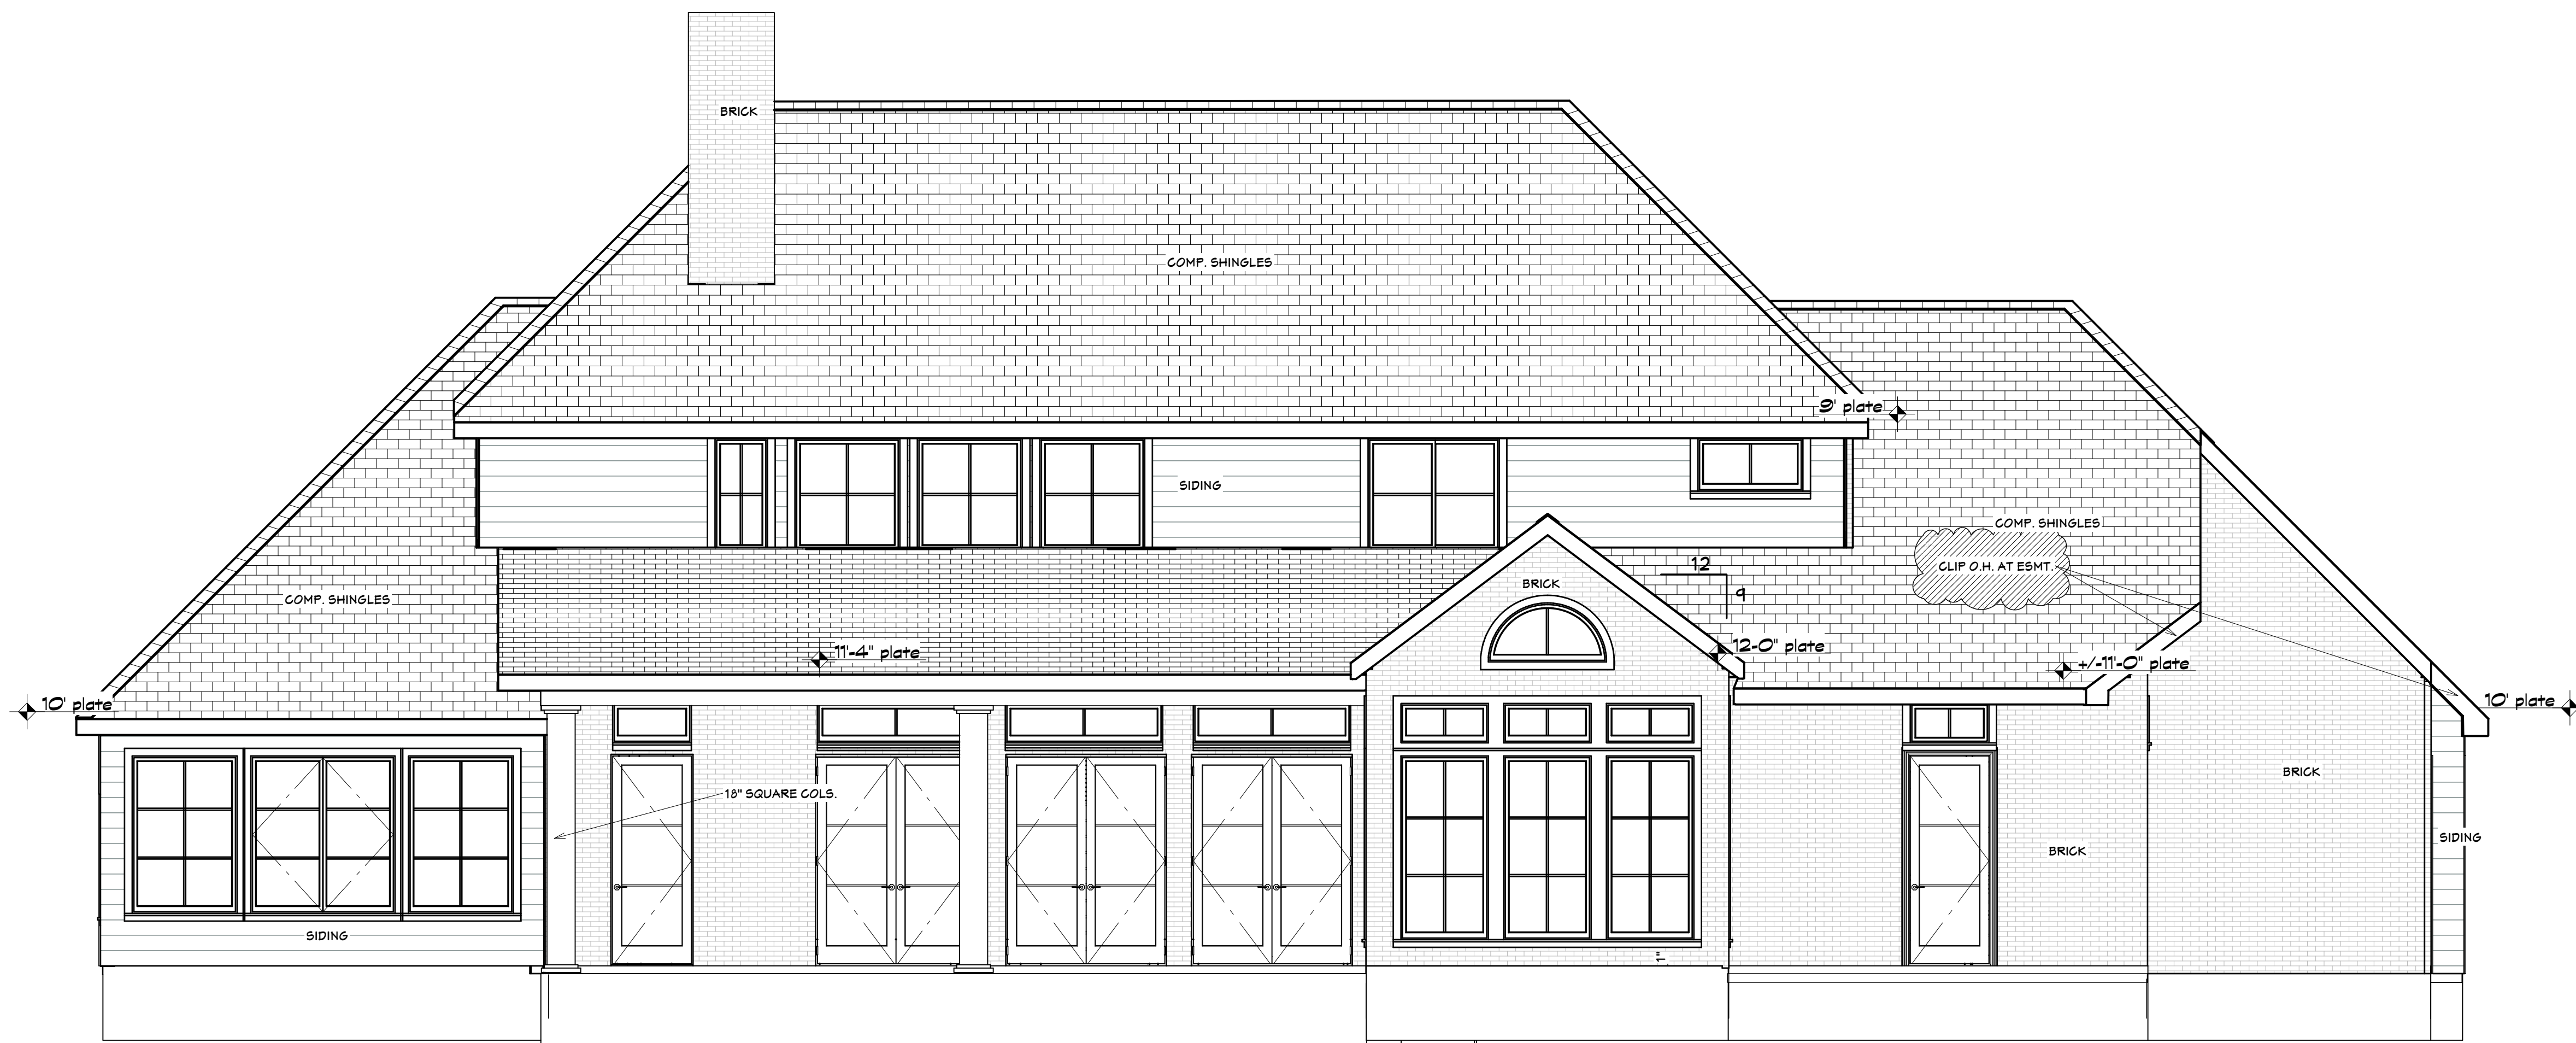 BRICK
COMP. SHINGLES
9' plate
SIDING
COMP. SHINGLES
12
CLIP O.H. AT ESMT.
BRICK
9
COMP. SHINGLES
12-0" plate
11'-4" plate
+/-11'-0" plate
10' plate
10' plate
BRICK
18" SQUARE COLS.
SIDING
BRICK
SIDING
1"